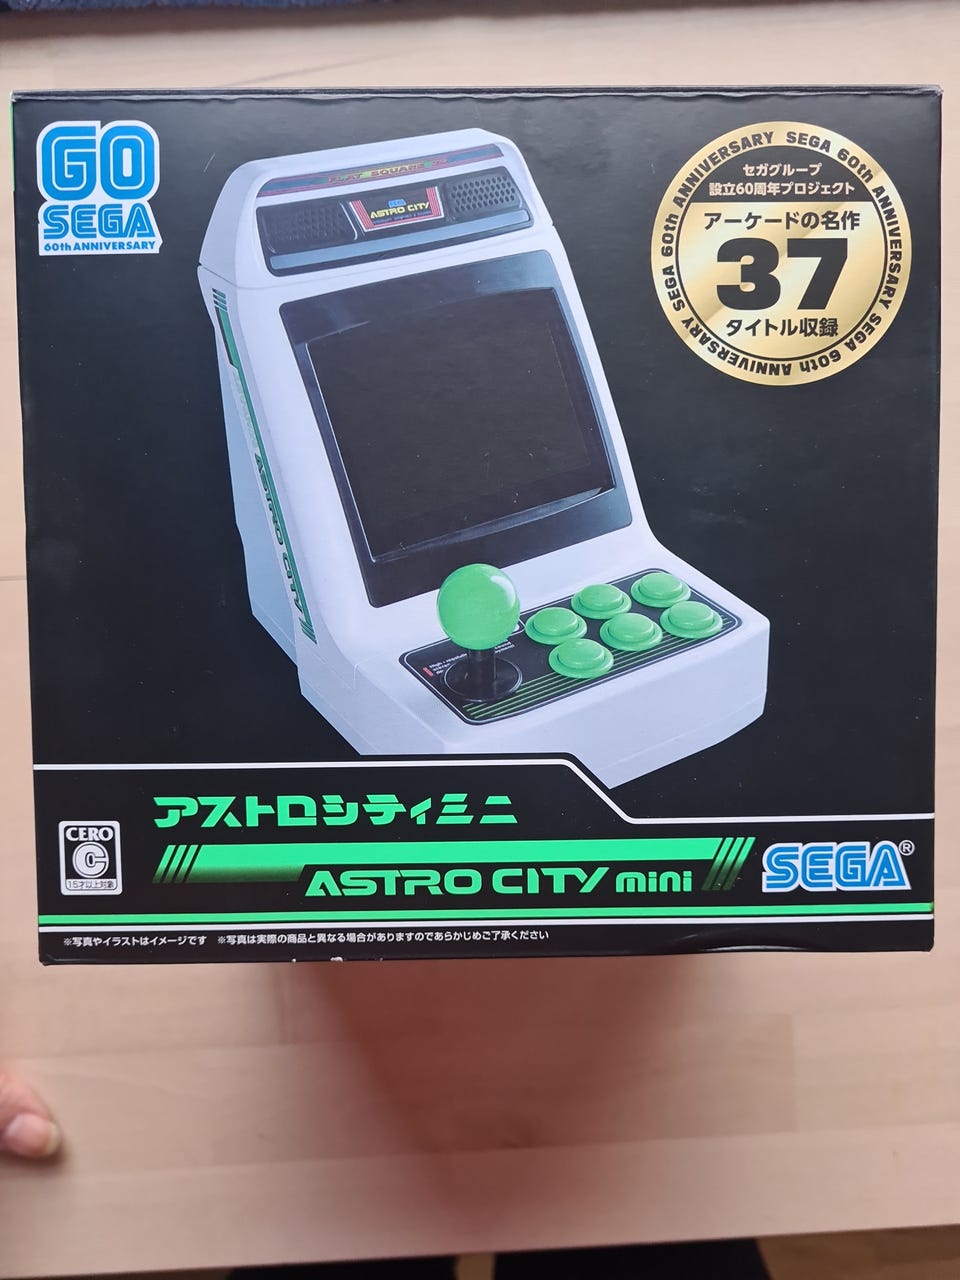 GO
SEGA
60th ANNIVERSARY
PLAY SQUARE
ASTRO CITY
ASTRO CITY
SEGA 60th ANNIVERSARY SEGA 60th ANNIVERSARY SEGA 60th ANNIVERSARY
セガグループ
設立60周年プロジェクト
アーケードの名作
37
タイトル収録
アストロシティミニ
ASTRO CITY mini
CERO
C
15才以上対象
SEGA®
※写真やイラストはイメージです ※写真は実際の商品と異なる場合がありますのであらかじめご了承ください